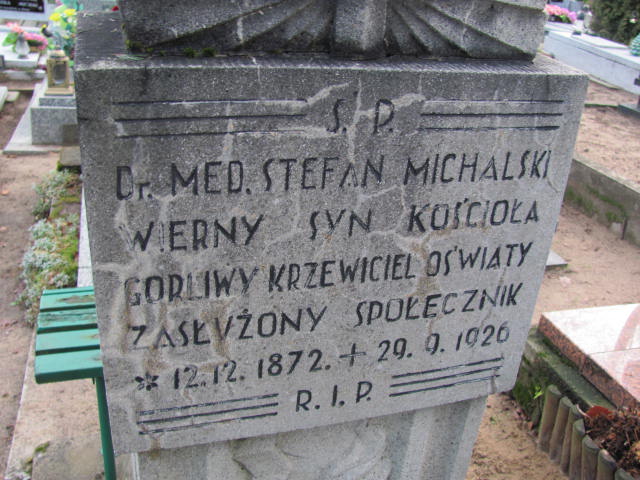 Ś. P.
Dr. MED. STEFAN MICHALSKI
WIERNY SYN KOŚCIOŁA
GORLIWY KRZEWICIEL OŚWIATY
ZASŁUŻONY SPOŁECZNIK
* 12. 12. 1872. + 29. 9. 1926
R. I. P.